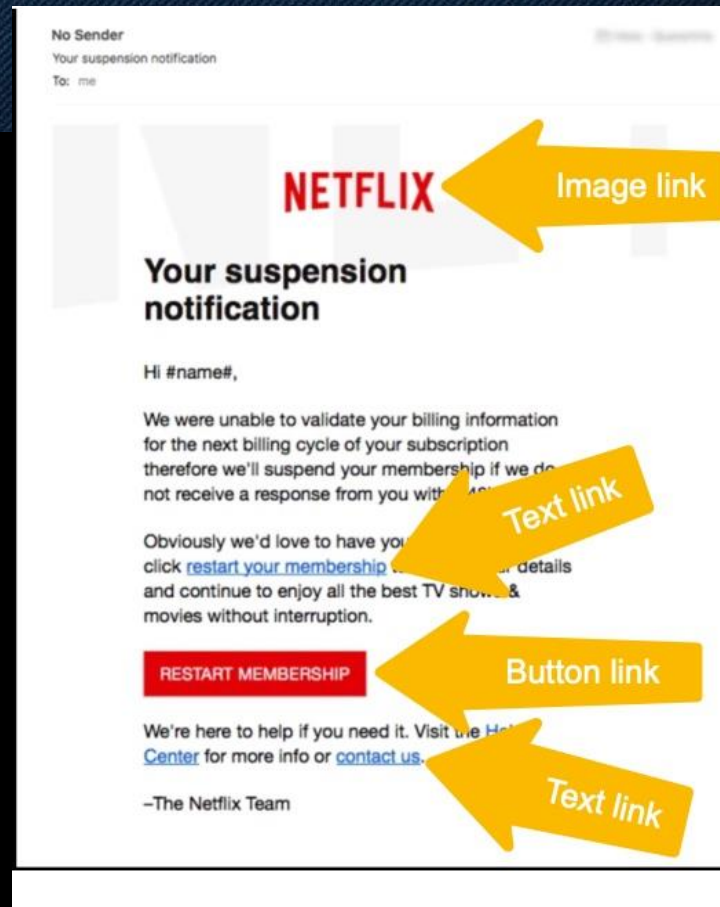 No Sender
Your suspension notification
To: me
NETFLIX
Image link
Your suspension
notification
Hi #name#,
We were unable to validate your billing information
for the next billing cycle of your subscription
therefore we'll suspend your membership if we do
not receive a response from you
Text link
Obviously we'd love to have you
click restart your membership details
and continue to enjoy all the best TV shows &
movies without interruption.
RESTART MEMBERSHIP
Button link
We're here to help if you need it. Visit the
Center for more info or contact us.
Text link
–The Netflix Team